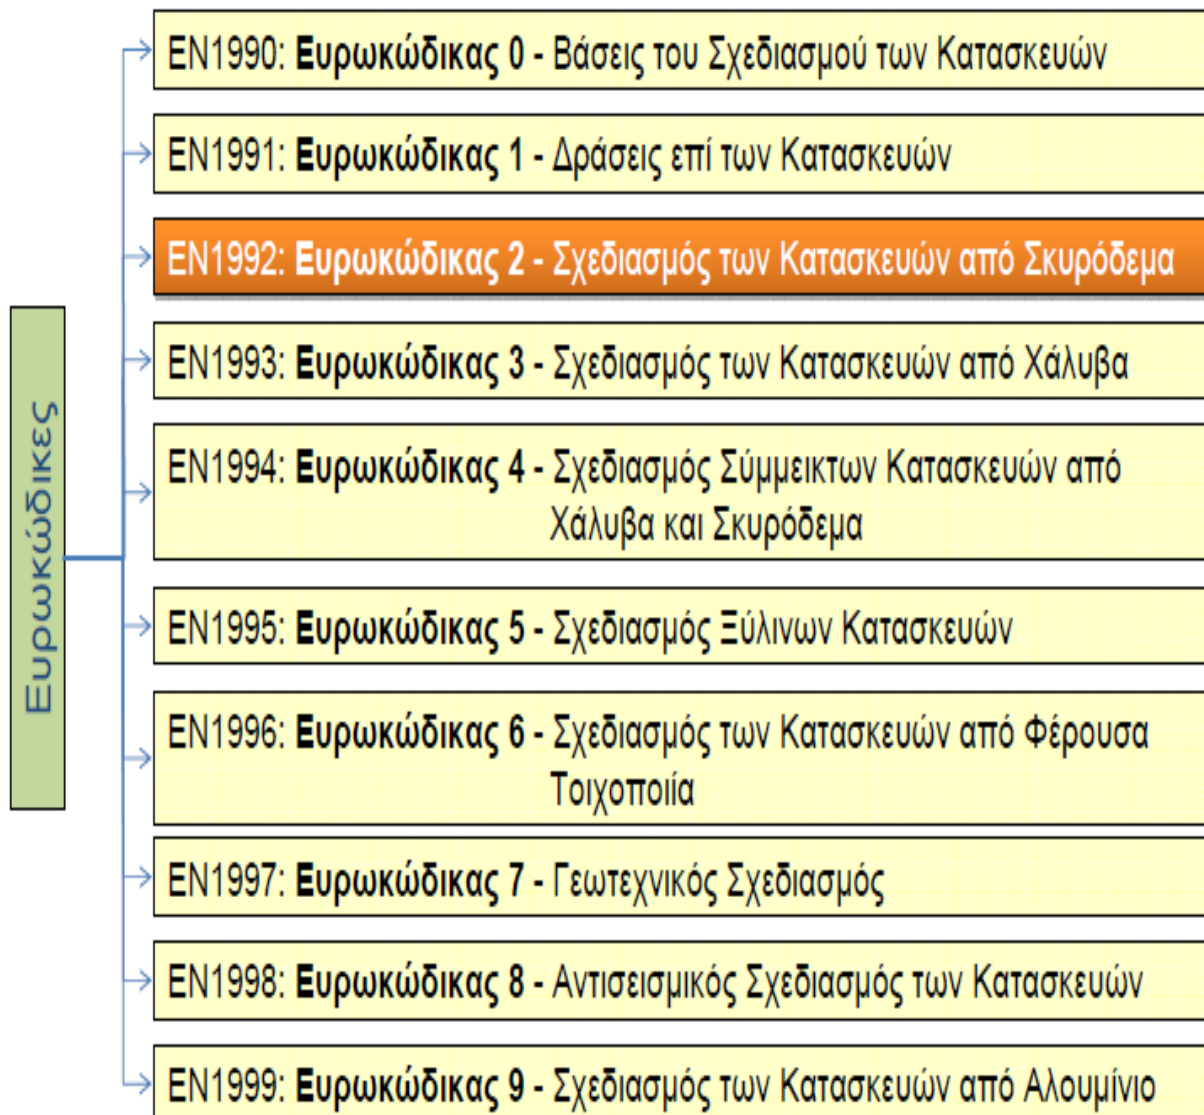 Ευρωκώδικες
EN1990: Ευρωκώδικας 0 - Βάσεις του Σχεδιασμού των Κατασκευών
EN1991: Ευρωκώδικας 1 - Δράσεις επί των Κατασκευών
EN1992: Ευρωκώδικας 2 - Σχεδιασμός των Κατασκευών από Σκυρόδεμα
EN1993: Ευρωκώδικας 3 - Σχεδιασμός των Κατασκευών από Χάλυβα
EN1994: Ευρωκώδικας 4 - Σχεδιασμός Σύμμεικτων Κατασκευών από
Χάλυβα και Σκυρόδεμα
EN1995: Ευρωκώδικας 5 - Σχεδιασμός Ξύλινων Κατασκευών
EN1996: Ευρωκώδικας 6 - Σχεδιασμός των Κατασκευών από Φέρουσα
Τοιχοποιία
EN1997: Ευρωκώδικας 7 - Γεωτεχνικός Σχεδιασμός
EN1998: Ευρωκώδικας 8 - Αντισεισμικός Σχεδιασμός των Κατασκευών
EN1999: Ευρωκώδικας 9 - Σχεδιασμός των Κατασκευών από Αλουμίνιο